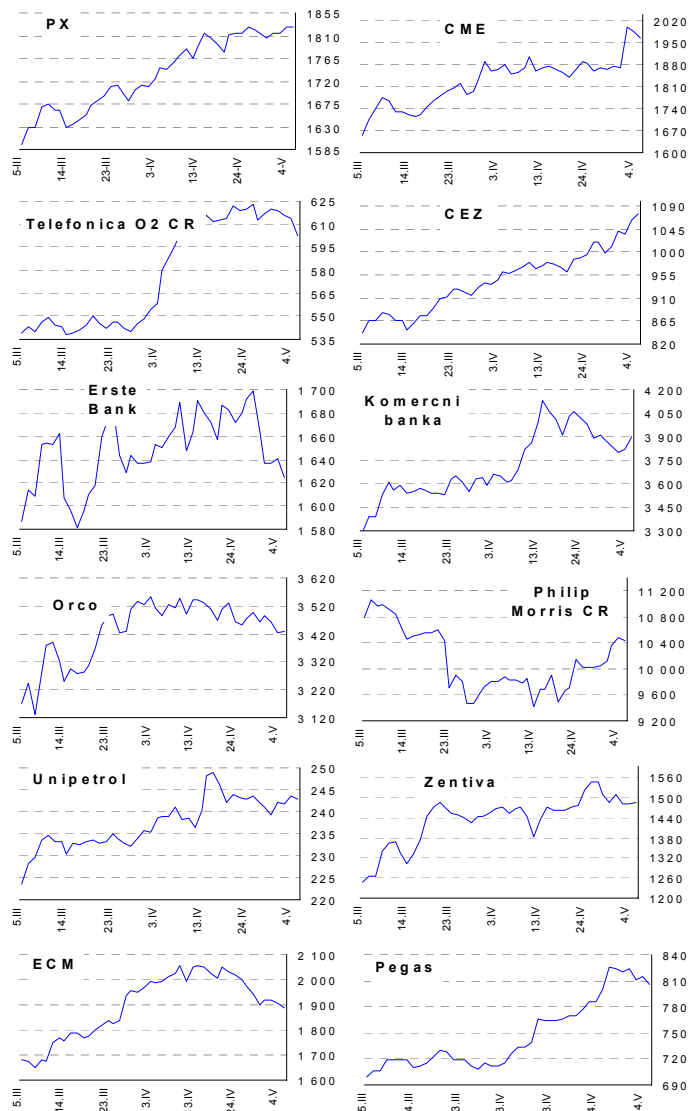 PX
1855
1810
1765
1720
1675
1630
1585
5-III
14-III
23-III
3-IV
13-IV
24-IV
4-V
CME
2020
1950
1880
1810
1740
1670
1600
5.III
14.III
23.III
3.IV
13.IV
24.IV
4.V
Telefonica O2 CR
625
610
595
580
565
550
535
5.III
14.III
23.III
3.IV
13.IV
24.IV
4.V
CEZ
1090
1045
1000
955
910
865
820
5.III
14.III
23.III
3.IV
13.IV
24.IV
4.V
Erste
Bank
1 700
1 680
1 660
1 640
1 620
1 600
1 580
5.III
14.III
23.III
3.IV
13.IV
24.IV
4.V
Komercni
banka
4 200
4 050
3 900
3 750
3 600
3 450
3 300
5.III
14.III
23.III
3.IV
13.IV
24.IV
4.V
Orco
3 620
3 520
3 420
3 320
3 220
3 120
5.III
14.III
23.III
3.IV
13.IV
24.IV
4.V
Philip
Morris CR
11 200
10 800
10 400
10 000
9 600
9 200
5.III
14.III
23.III
3.IV
13.IV
24.IV
4.V
Unipetrol
250
245
240
235
230
225
220
5.III
14.III
23.III
3.IV
13.IV
24.IV
4.V
Zentiva
1560
1500
1440
1380
1320
1260
1200
5.III
14.III
23.III
3.IV
13.IV
24.IV
4.V
ECM
2 100
2 000
1 900
1 800
1 700
1 600
5.III
14.III
23.III
3.IV
13.IV
24.IV
4.V
Pegas
840
810
780
750
720
690
5.III
14.III
23.III
3.IV
4.V